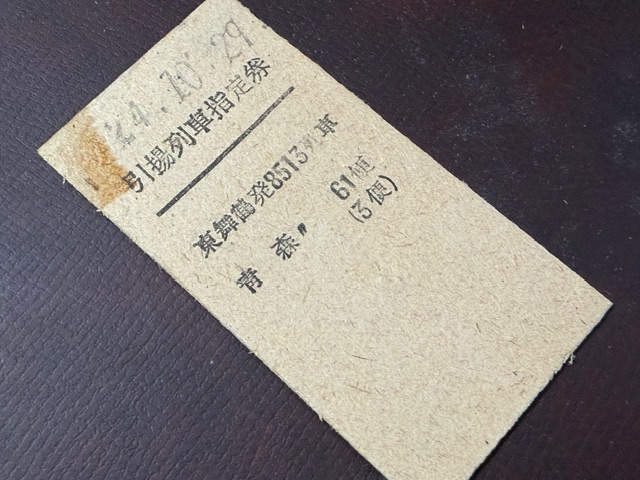 24.10.29
引揚列車指定券
東舞鶴発8513列車
青森〃 61便
(3便)